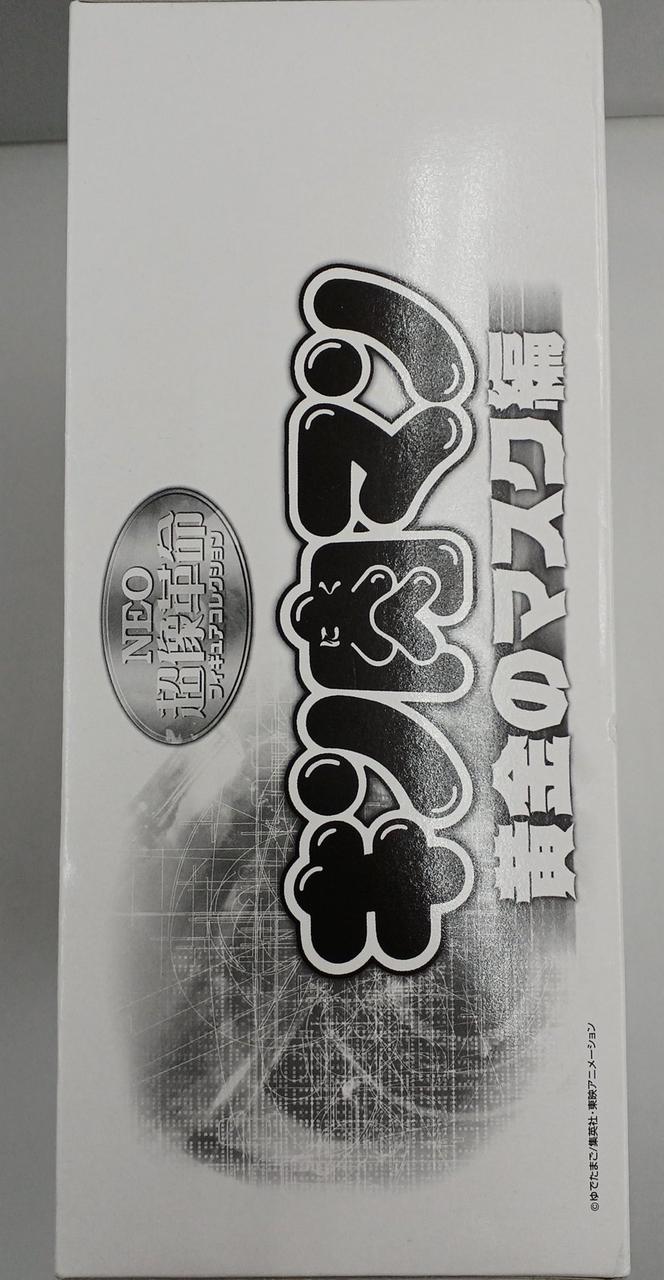 NEO
超像革命
フィギュアコレクション
キン肉マン
黄金のマスク編
©ゆでたまご/集英社・東映アニメーション